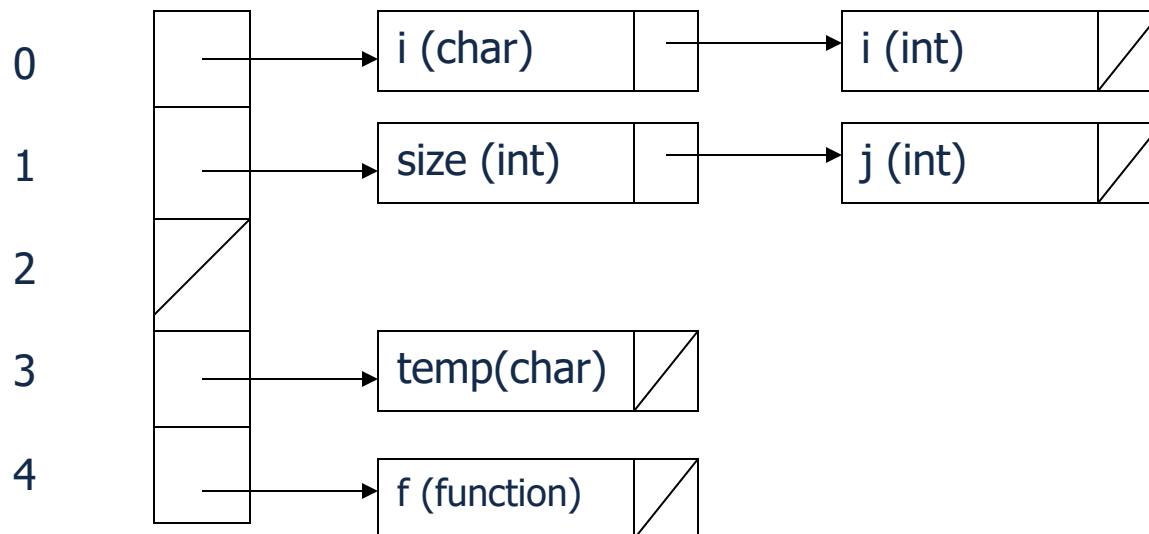 0 i (char) i (int)
1 size (int) j (int)
2
3 temp(char)
4 f (function)